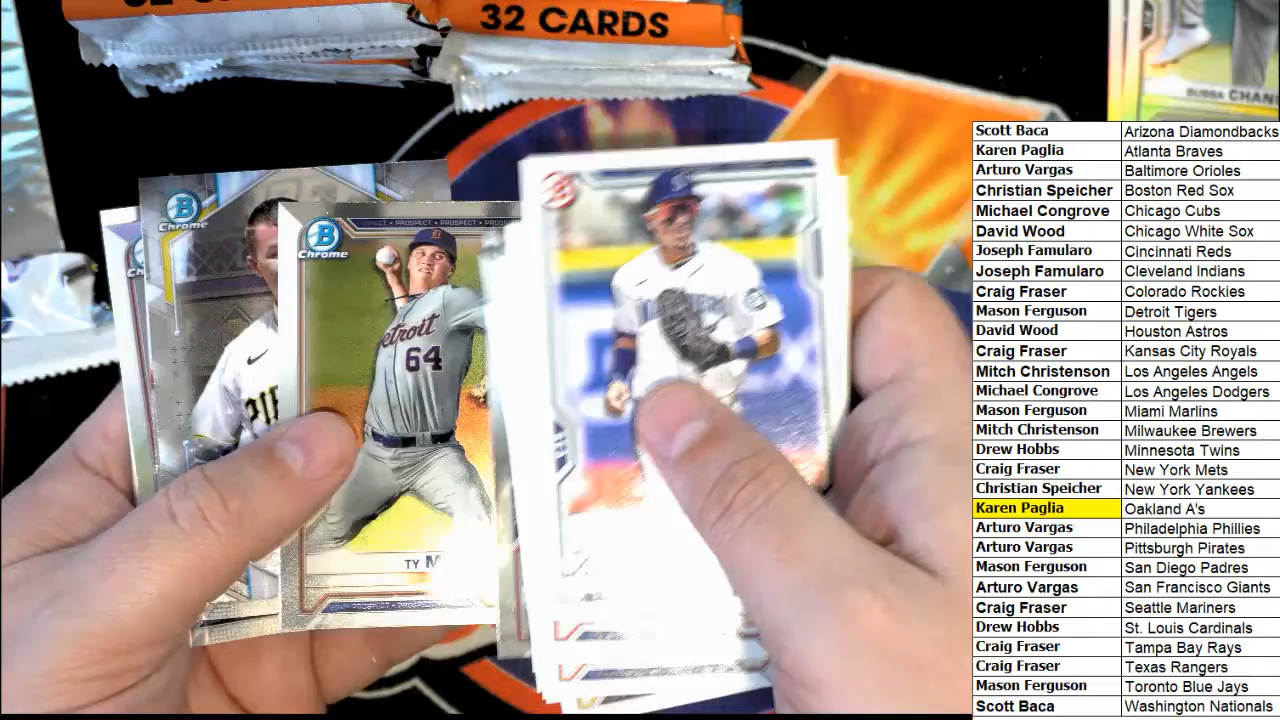 32 CARDS
BUBBA CHAN
B
Chrome
B
Chrome
PROSPECT • PROSPECT
D
Detroit
64
PIR
TY M
Scott Baca Arizona Diamondbacks
Karen Paglia Atlanta Braves
Arturo Vargas Baltimore Orioles
Christian Speicher Boston Red Sox
Michael Congrove Chicago Cubs
David Wood Chicago White Sox
Joseph Famularo Cincinnati Reds
Joseph Famularo Cleveland Indians
Craig Fraser Colorado Rockies
Mason Ferguson Detroit Tigers
David Wood Houston Astros
Craig Fraser Kansas City Royals
Mitch Christenson Los Angeles Angels
Michael Congrove Los Angeles Dodgers
Mason Ferguson Miami Marlins
Mitch Christenson Milwaukee Brewers
Drew Hobbs Minnesota Twins
Craig Fraser New York Mets
Christian Speicher New York Yankees
Karen Paglia Oakland A's
Arturo Vargas Philadelphia Phillies
Arturo Vargas Pittsburgh Pirates
Mason Ferguson San Diego Padres
Arturo Vargas San Francisco Giants
Craig Fraser Seattle Mariners
Drew Hobbs St. Louis Cardinals
Craig Fraser Tampa Bay Rays
Craig Fraser Texas Rangers
Mason Ferguson Toronto Blue Jays
Scott Baca Washington Nationals